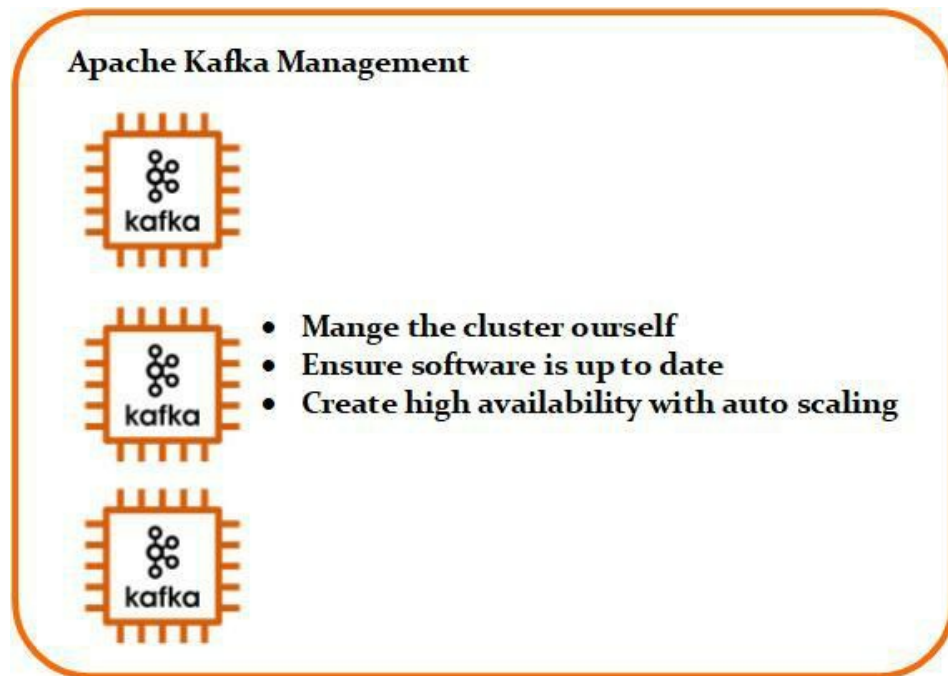 Apache Kafka Management
kafka
• Mange the cluster ourself
• Ensure software is up to date
• Create high availability with auto scaling
kafka
kafka